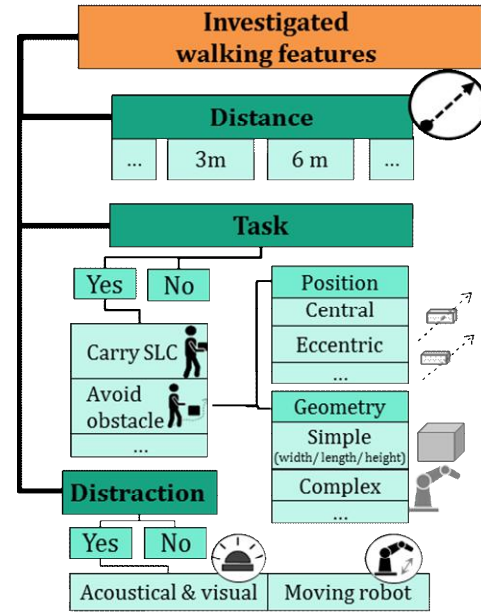 Investigated
walking features
Distance
... 3m 6 m ...
Task
Yes No
Carry SLC
Avoid
obstacle
...
Position
Central
Eccentric
...
Geometry
Simple
(width/length/height)
Complex
...
Distraction
Yes No
Acoustical & visual Moving robot